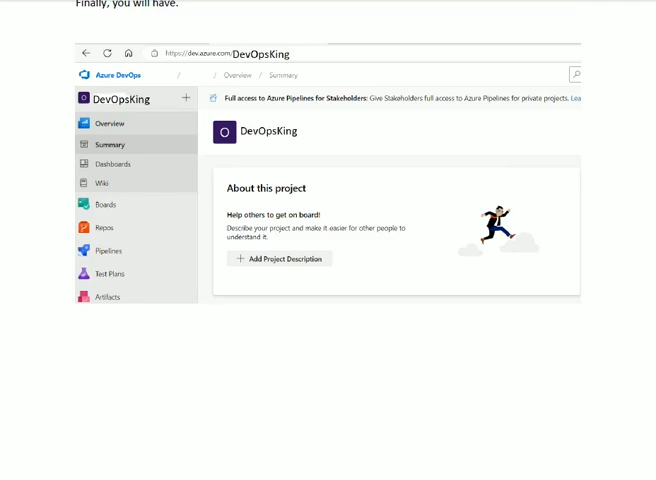 Finally, you will have.
https://dev.azure.com/DevOpsKing
Azure DevOps / / Overview / Summary
DevOpsKing +
Full access to Azure Pipelines for Stakeholders: Give Stakeholders full access to Azure Pipelines for private projects. Lea
Overview
DevOpsKing
Summary
Dashboards
Wiki
Boards
Repos
Pipelines
Test Plans
Artifacts
About this project
Help others to get on board!
Describe your project and make it easier for other people to
understand it.
+ Add Project Description